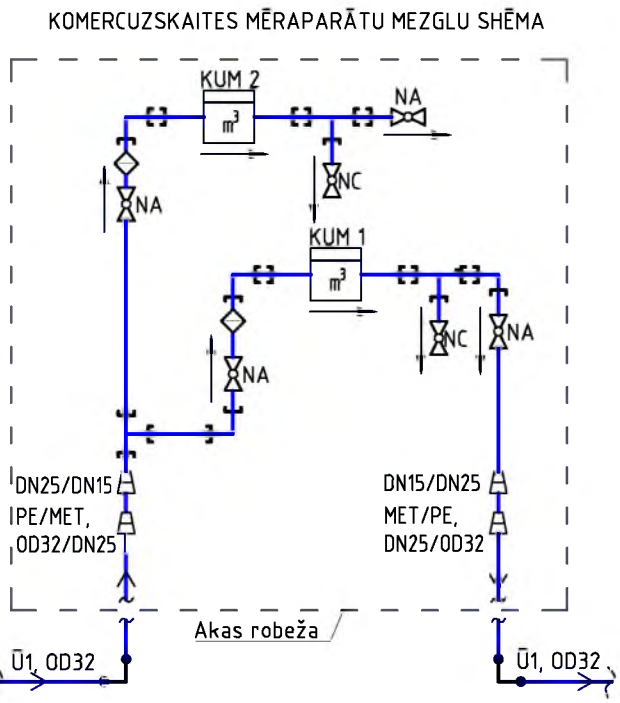 KOMERCUZSKAITES MĒRAPARĀTU MEZGLU SHĒMA
KUM 2
m³
NA
NC
NA
KUM 1
m³
NC
NA
NA
DN25/DN15
PE/MET,
OD32/DN25
DN15/DN25
MET/PE,
DN25/OD32
Akas robeža
Ū1, OD32
Ū1, OD32